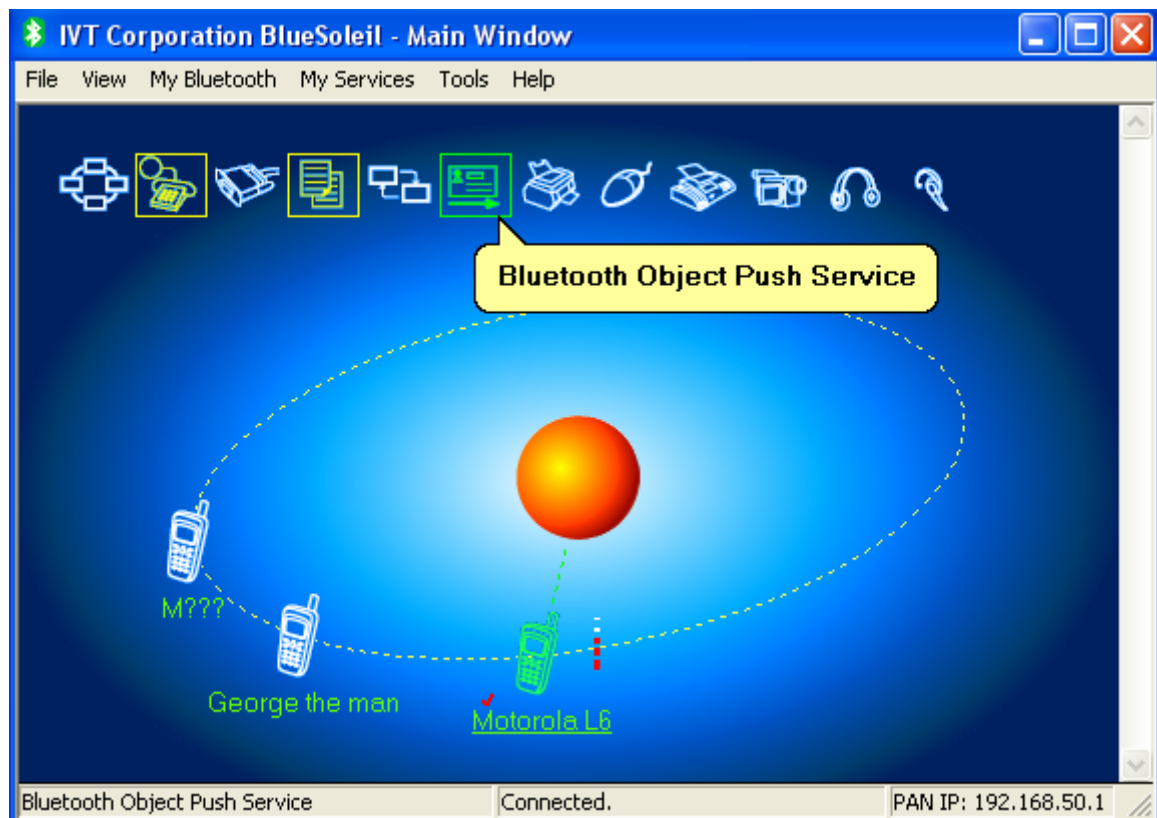 IVT Corporation BlueSoleil - Main Window
File View My Bluetooth My Services Tools Help
Bluetooth Object Push Service
M???
George the man
Motorola L6
Bluetooth Object Push Service Connected. PAN IP: 192.168.50.1